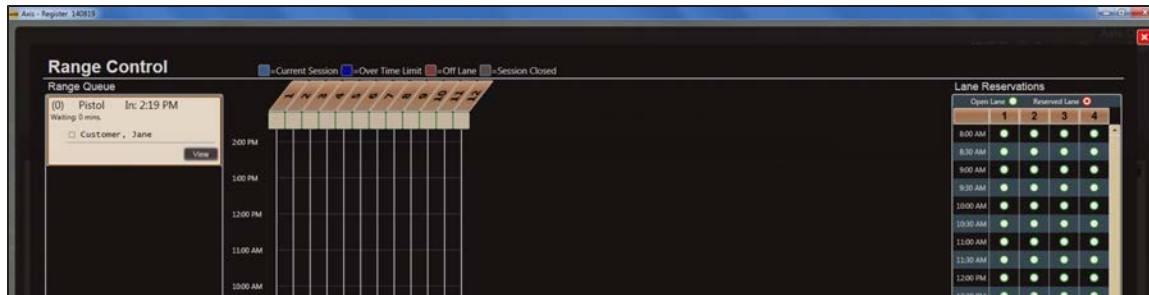 Axis - Register 140819
Range Control
=Current Session =Over Time Limit =Off Lane =Session Closed
Range Queue
(0) Pistol In: 2:19 PM
Waiting: 0 mins.
Customer, Jane
View
1 2 3 4 5 6 7 8 9 10 11 12
2:00 PM
1:00 PM
12:00 PM
11:00 AM
10:00 AM
Lane Reservations
Open Lane Reserved Lane
1 2 3 4
8:00 AM
8:30 AM
9:00 AM
9:30 AM
10:00 AM
10:30 AM
11:00 AM
11:30 AM
12:00 PM